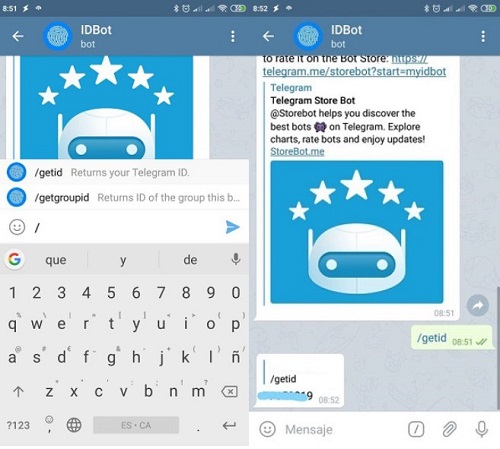 8:51
IDBot
bot
/getid Returns your Telegram ID.
/getgroupid Returns ID of the group this b...
/
G que y de
1 2 3 4 5 6 7 8 9 0
q w e r t y u i o p
a s d f g h j k l ñ
z x c v b n m
?123 , ES • CA .
8:52
IDBot
bot
to rate it on the Bot Store: https://
telegram.me/storebot?start=myidbot
Telegram
Telegram Store Bot
@Storebot helps you discover the
best bots 👾 on Telegram. Explore
charts, rate bots and enjoy updates!
StoreBot.me
08:51
/getid 08:51
/getid
9 08:52
Mensaje